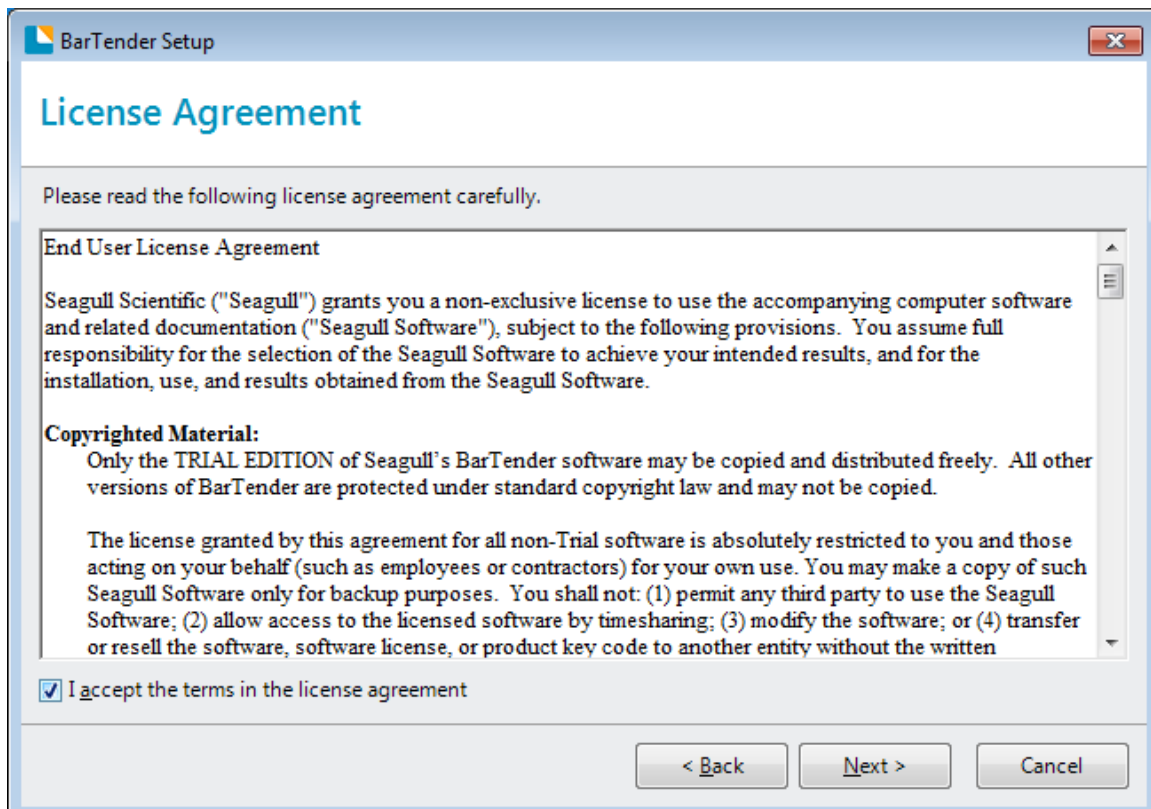 BarTender Setup
License Agreement
Please read the following license agreement carefully.
End User License Agreement
Seagull Scientific ("Seagull") grants you a non-exclusive license to use the accompanying computer software
and related documentation ("Seagull Software"), subject to the following provisions.  You assume full
responsibility for the selection of the Seagull Software to achieve your intended results, and for the
installation, use, and results obtained from the Seagull Software.
Copyrighted Material:
Only the TRIAL EDITION of Seagull’s BarTender software may be copied and distributed freely.  All other
versions of BarTender are protected under standard copyright law and may not be copied.
The license granted by this agreement for all non-Trial software is absolutely restricted to you and those
acting on your behalf (such as employees or contractors) for your own use. You may make a copy of such
Seagull Software only for backup purposes.  You shall not: (1) permit any third party to use the Seagull
Software; (2) allow access to the licensed software by timesharing; (3) modify the software; or (4) transfer
or resell the software, software license, or product key code to another entity without the written
I accept the terms in the license agreement
< Back
Next >
Cancel